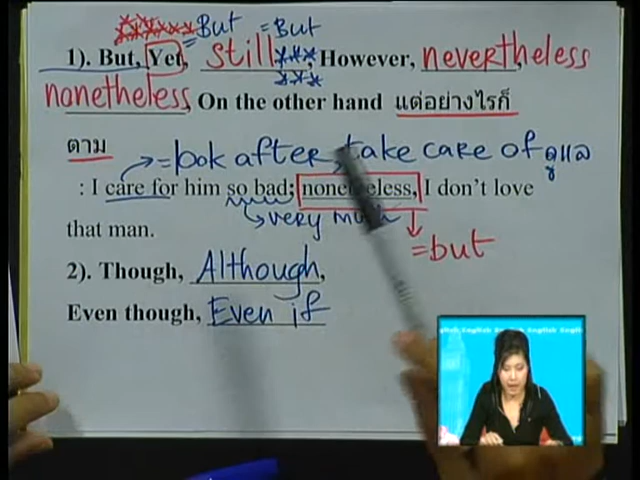 = But = But
1). But, Yet, still, However, nevertheless,
nonetheless, On the other hand แต่อย่างไรก็
ตาม = look after, take care of ดูแล
: I care for him so bad; nonetheless, I don't love
very much
that man. = but
2). Though, Although,
Even though, Even if